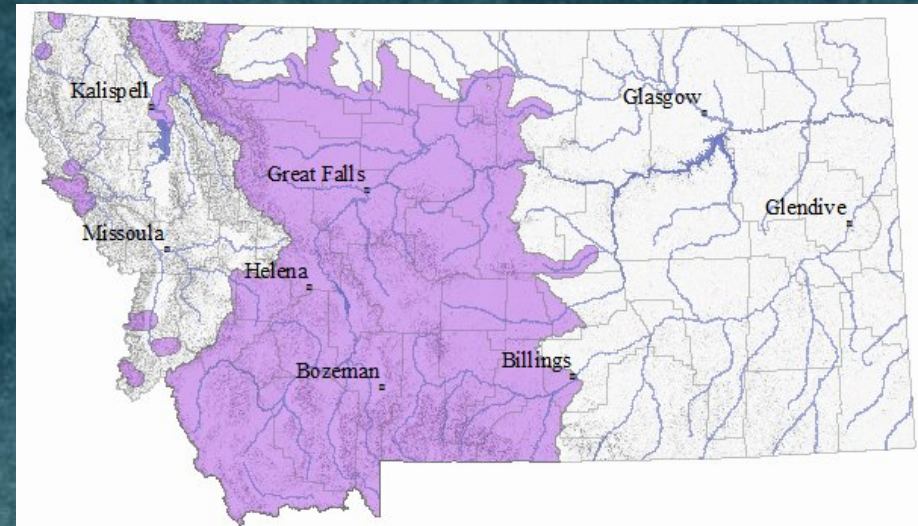 Kalispell
Glasgow
Great Falls
Glendive
Missoula
Helena
Billings
Bozeman